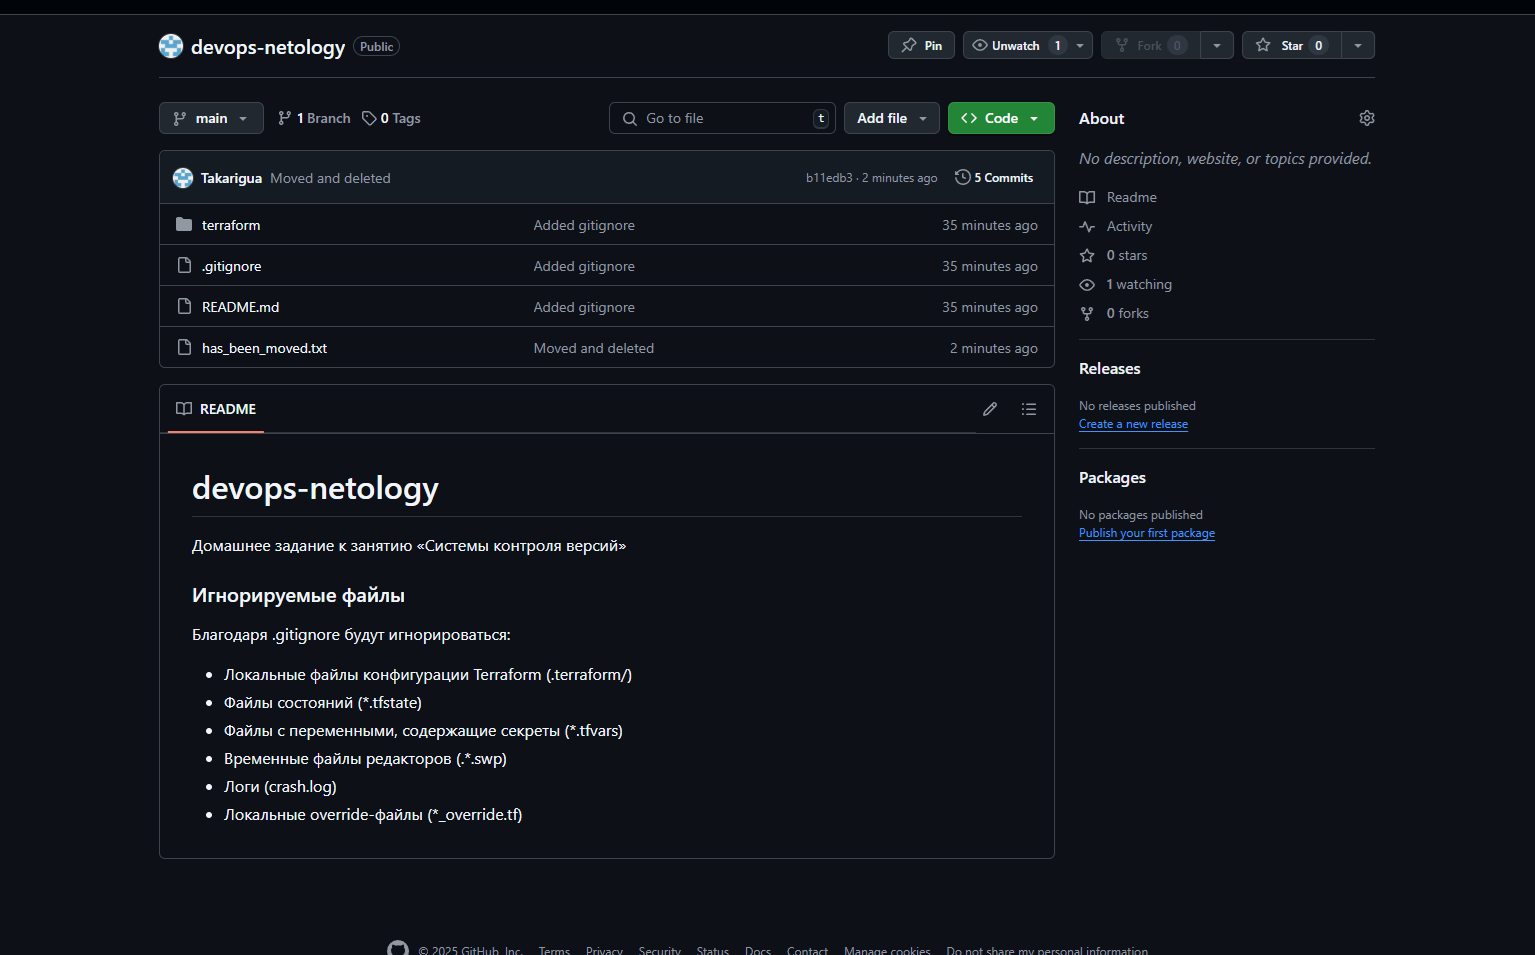 devops-netology Public
Pin
Unwatch 1
Fork 0
Star 0
main
1 Branch
0 Tags
Go to file t
Add file
Code
Takarigua Moved and deleted b11edb3 · 2 minutes ago 5 Commits
terraform Added gitignore 35 minutes ago
.gitignore Added gitignore 35 minutes ago
README.md Added gitignore 35 minutes ago
has_been_moved.txt Moved and deleted 2 minutes ago
README
devops-netology
Домашнее задание к занятию «Системы контроля версий»
Игнорируемые файлы
Благодаря .gitignore будут игнорироваться:
Локальные файлы конфигурации Terraform (.terraform/)
Файлы состояний (*.tfstate)
Файлы с переменными, содержащие секреты (*.tfvars)
Временные файлы редакторов (.*.swp)
Логи (crash.log)
Локальные override-файлы (*_override.tf)
About
No description, website, or topics provided.
Readme
Activity
0 stars
1 watching
0 forks
Releases
No releases published
Create a new release
Packages
No packages published
Publish your first package
© 2025 GitHub, Inc. Terms Privacy Security Status Docs Contact Manage cookies Do not share my personal information